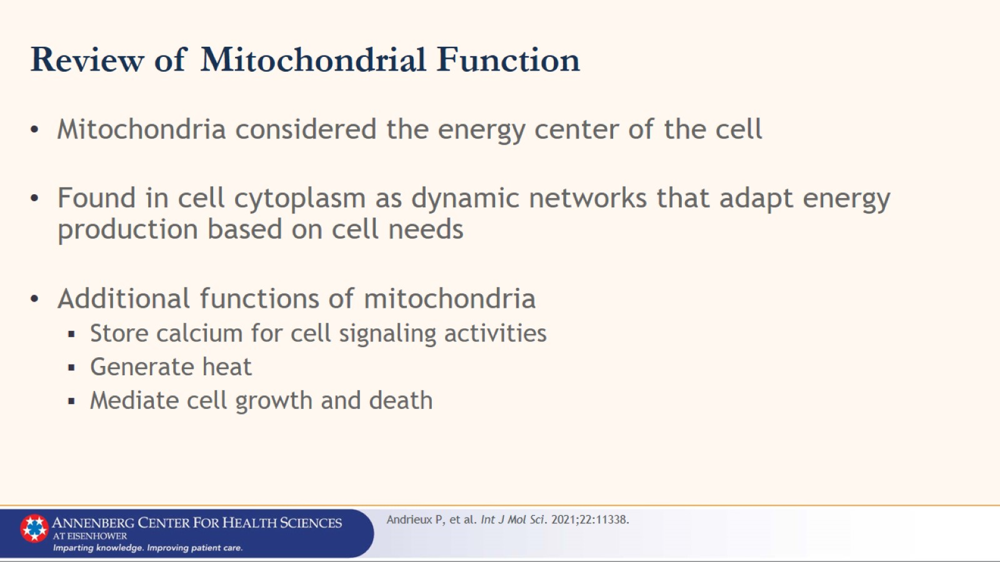 Review of Mitochondrial Function
• Mitochondria considered the energy center of the cell
• Found in cell cytoplasm as dynamic networks that adapt energy
production based on cell needs
• Additional functions of mitochondria
▪ Store calcium for cell signaling activities
▪ Generate heat
▪ Mediate cell growth and death
ANNENBERG CENTER FOR HEALTH SCIENCES
AT EISENHOWER
Imparting knowledge. Improving patient care.
Andrieux P, et al. Int J Mol Sci. 2021;22:11338.